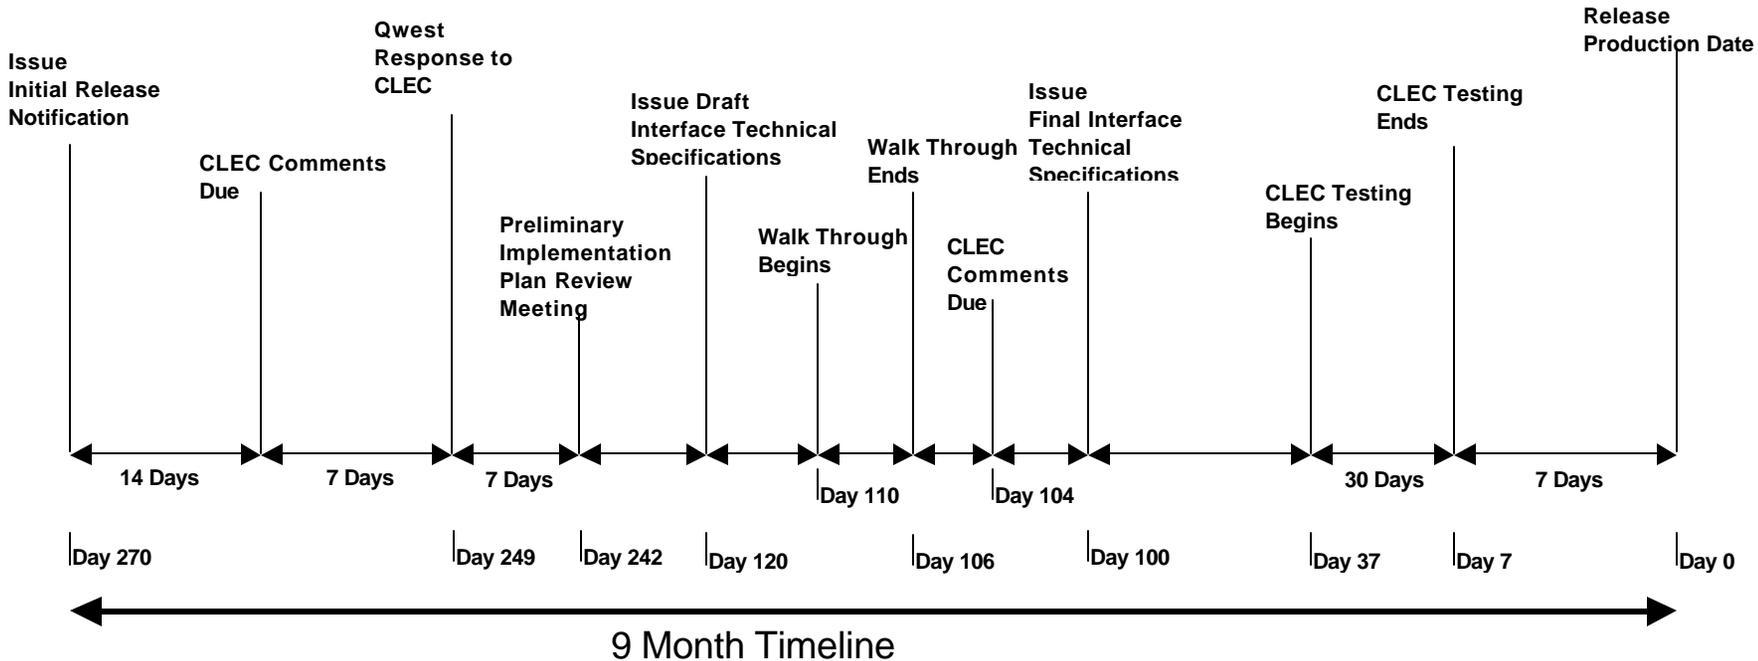 Issue
Initial Release
Notification
CLEC Comments
Due
Qwest
Response to
CLEC
Preliminary
Implementation
Plan Review
Meeting
Issue Draft
Interface Technical
Specifications
Walk Through
Begins
Walk Through
Ends
CLEC
Comments
Due
Issue
Final Interface
Technical
Specifications
CLEC Testing
Begins
CLEC Testing
Ends
Release
Production Date
14 Days
7 Days
7 Days
30 Days
7 Days
Day 110
Day 104
Day 270
Day 249
Day 242
Day 120
Day 106
Day 100
Day 37
Day 7
Day 0
9 Month Timeline